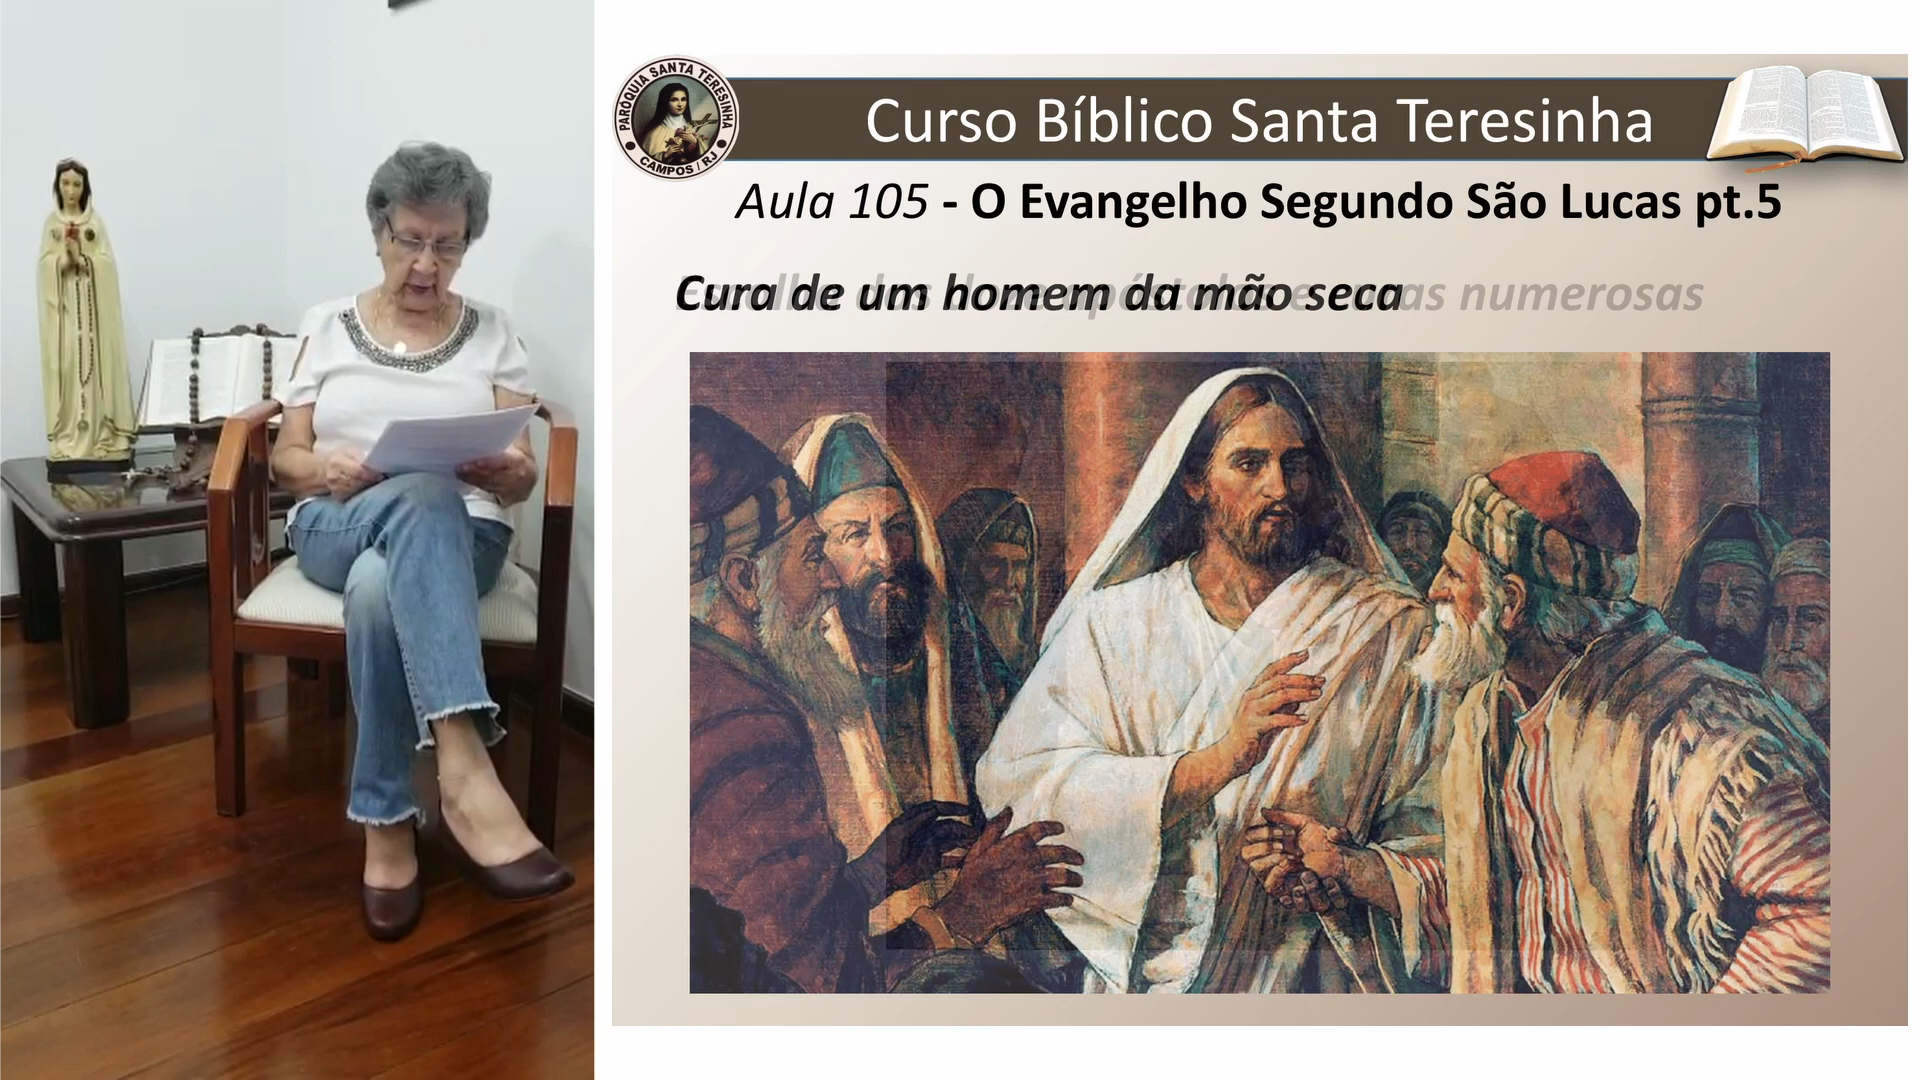 PARÓQUIA SANTA TERESINHA
CAMPOS / RJ
Curso Bíblico Santa Teresinha
Aula 105 - O Evangelho Segundo São Lucas pt.5
Cura de um homem da mão seca
numerosas